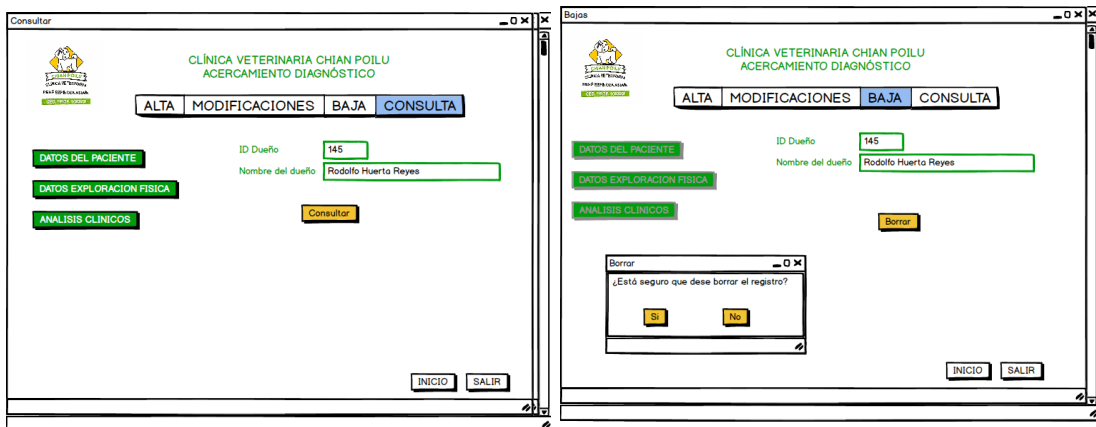 Consultar
CLÍNICA VETERINARIA CHIAN POILU
ACERCAMIENTO DIAGNÓSTICO
ALTA MODIFICACIONES BAJA CONSULTA
DATOS DEL PACIENTE
DATOS EXPLORACION FISICA
ANALISIS CLINICOS
ID Dueño 145
Nombre del dueño Rodolfo Huerta Reyes
Consultar
INICIO SALIR
Bajas
CLÍNICA VETERINARIA CHIAN POILU
ACERCAMIENTO DIAGNÓSTICO
ALTA MODIFICACIONES BAJA CONSULTA
DATOS DEL PACIENTE
DATOS EXPLORACION FISICA
ANALISIS CLINICOS
ID Dueño 145
Nombre del dueño Rodolfo Huerta Reyes
Borrar
Borrar
¿Está seguro que dese borrar el registro?
Si No
INICIO SALIR